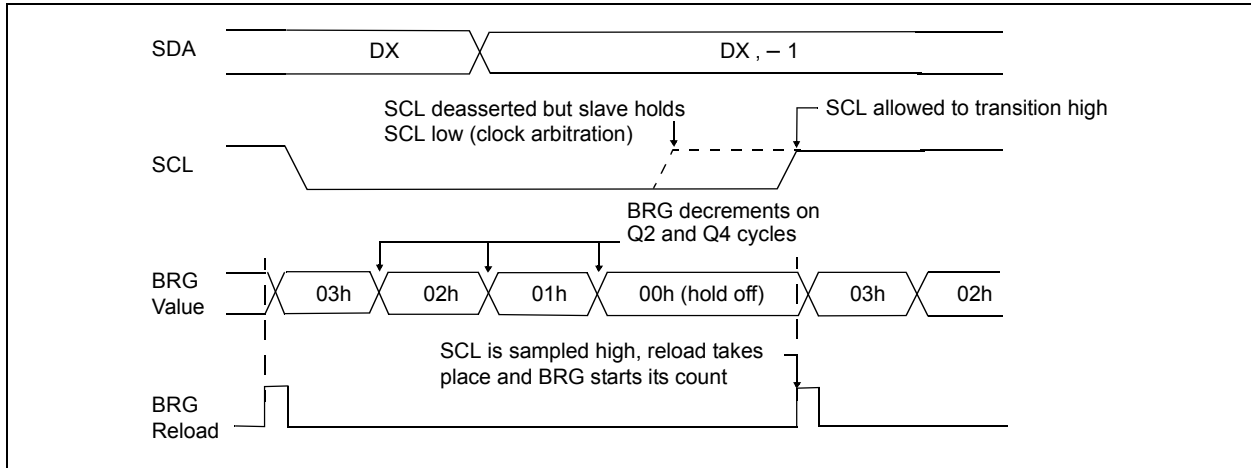 SDA
DX
DX , – 1
SCL deasserted but slave holds
SCL low (clock arbitration)
SCL allowed to transition high
SCL
BRG decrements on
Q2 and Q4 cycles
BRG
Value
03h
02h
01h
00h (hold off)
03h
02h
SCL is sampled high, reload takes
place and BRG starts its count
BRG
Reload